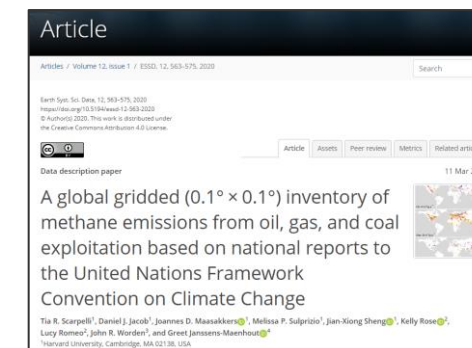 Article
Articles / Volume 12, issue 1 / ESSD, 12, 563–575, 2020
Search
Earth Syst. Sci. Data, 12, 563–575, 2020
https://doi.org/10.5194/essd-12-563-2020
© Author(s) 2020. This work is distributed under
the Creative Commons Attribution 4.0 License.
Article Assets Peer review Metrics Related artic
Data description paper
11 Mar 2
A global gridded (0.1° × 0.1°) inventory of
methane emissions from oil, gas, and coal
exploitation based on national reports to
the United Nations Framework
Convention on Climate Change
Tia R. Scarpelli1, Daniel J. Jacob1, Joannes D. Maasakkers1, Melissa P. Sulprizio1, Jian-Xiong Sheng1, Kelly Rose2,
Lucy Romeo2, John R. Worden3, and Greet Janssens-Maenhout4
1Harvard University, Cambridge, MA 02138, USA